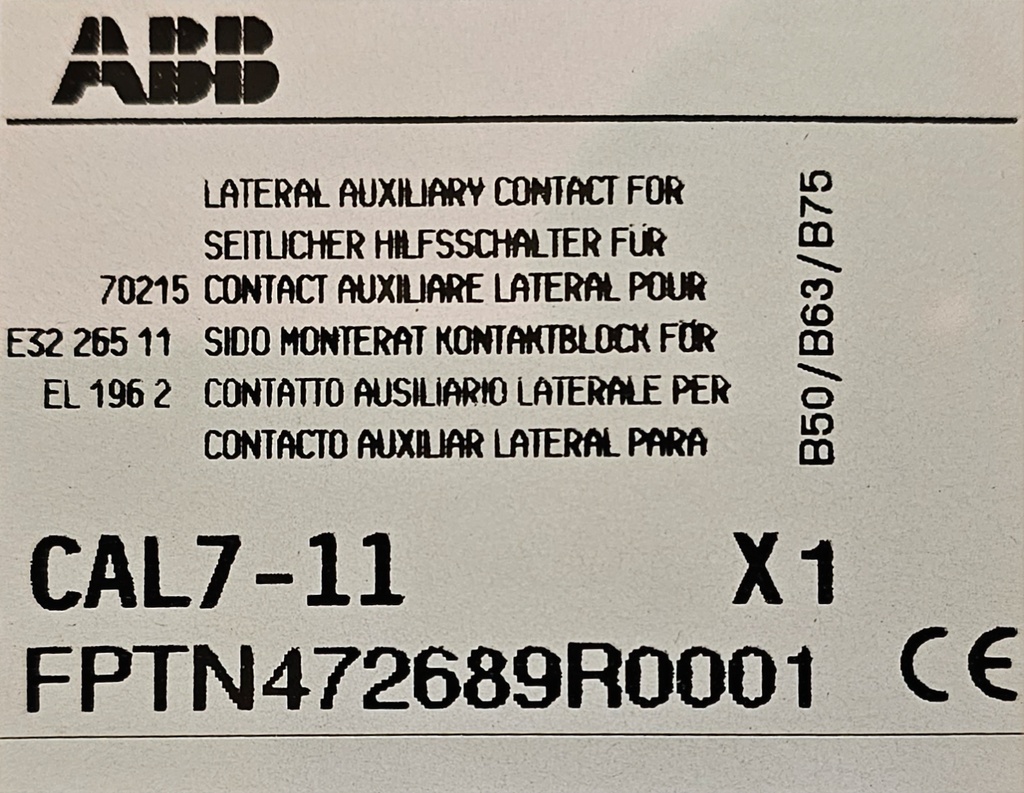 ABB
LATERAL AUXILIARY CONTACT FOR
SEITLICHER HILFSSCHALTER FÜR
70215 CONTACT AUXILIARE LATERAL POUR
E32 265 11 SIDO MONTERAT KONTAKTBLOCK FÖR
EL 196 2 CONTATTO AUSILIARIO LATERALE PER
CONTACTO AUXILIAR LATERAL PARA
B50/B63/B75
CAL7-11 X1
FPTN472689R0001 CE